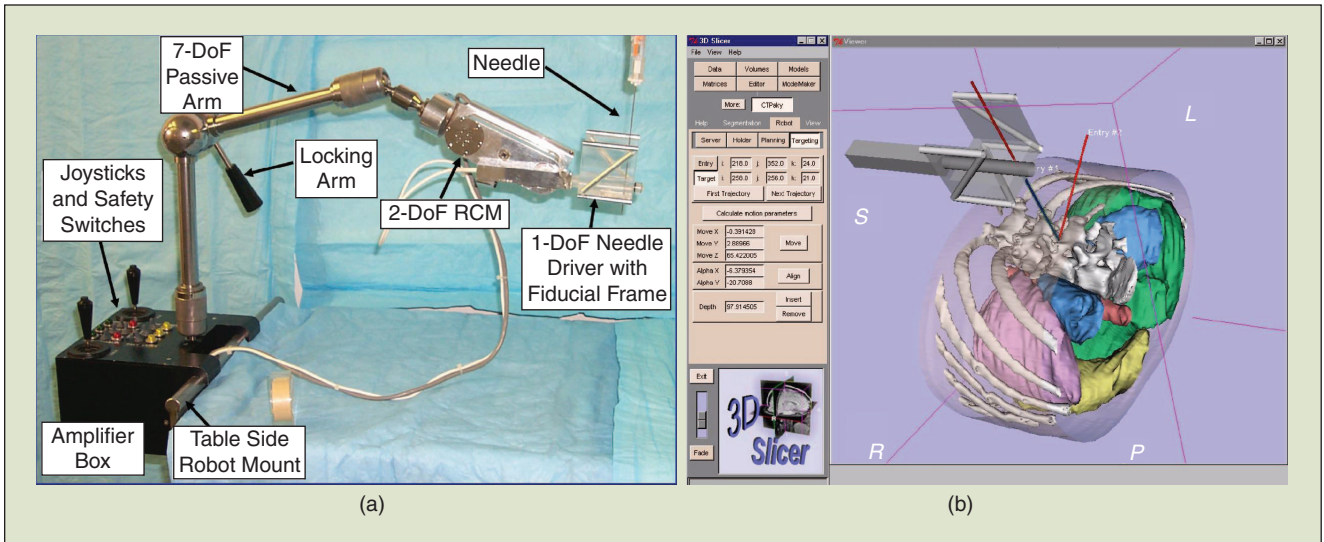 7-DoF
Passive
Arm
Needle
Joysticks
and Safety
Switches
Locking
Arm
2-DoF RCM
1-DoF Needle
Driver with
Fiducial Frame
Amplifier
Box
Table Side
Robot Mount
(a)
3D Slicer
File View Help
Data Volumes Models
Matrices Editor ModelMaker
More: CTPaky
Help Segmentation Robot View
Server Holder Planning Targeting
Entry i: 218.0 j: 352.0 k: 24.0
Target i: 256.0 j: 256.0 k: 21.0
First Trajectory Next Trajectory
Calculate motion parameters
Move X -0.391428
Move Y 2.88966 Move
Move Z 65.422005
Alpha X -6.379354 Align
Alpha Y -20.7088
Depth 97.914505 Insert
Remove
Exit
Fade
3D
Slicer
Viewer
L
Entry #
S
R
P
(b)